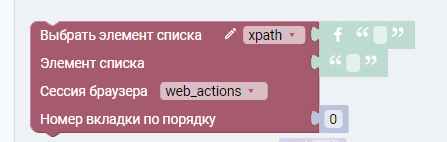 Выбрать элемент списка xpath f “ ”
Элемент списка “ ”
Сессия браузера web_actions
Номер вкладки по порядку 0